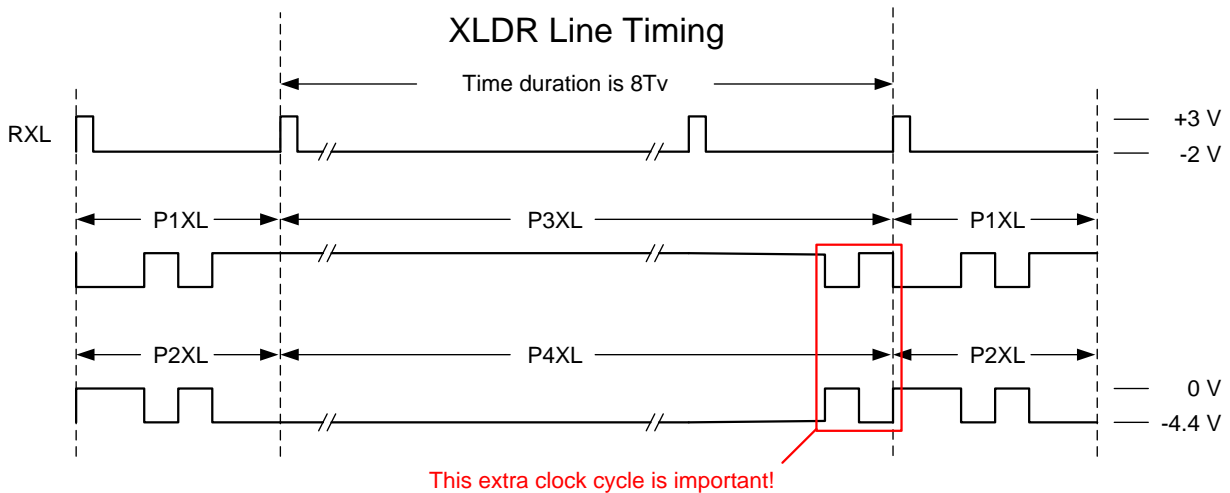 XLDR Line Timing
Time duration is 8Tv
RXL
+3 V
-2 V
P1XL
P3XL
P1XL
P2XL
P4XL
P2XL
0 V
-4.4 V
This extra clock cycle is important!